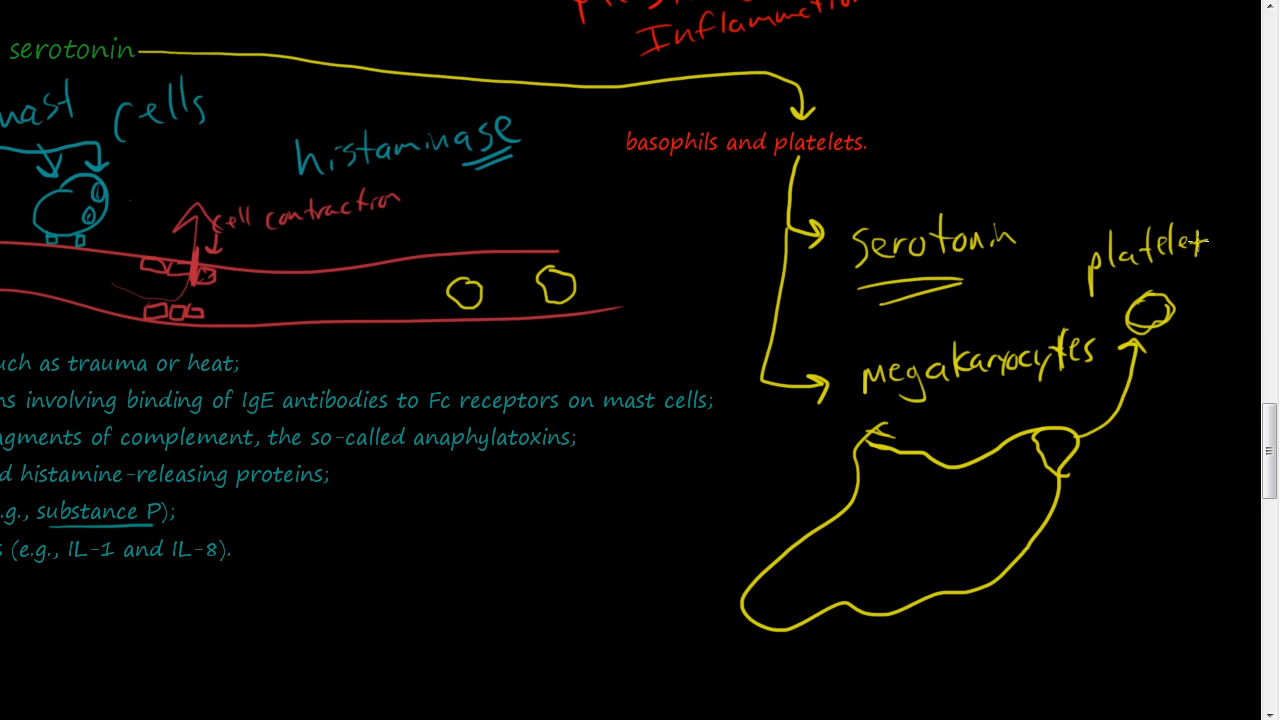 Inflammation
serotonin
mast cells
histaminase
basophils and platelets.
cell contraction
serotonin
platelet
megakaryocytes
uch as trauma or heat;
ns involving binding of IgE antibodies to Fc receptors on mast cells;
agments of complement, the so-called anaphylatoxins;
d histamine-releasing proteins;
e.g., substance P);
s (e.g., IL-1 and IL-8).